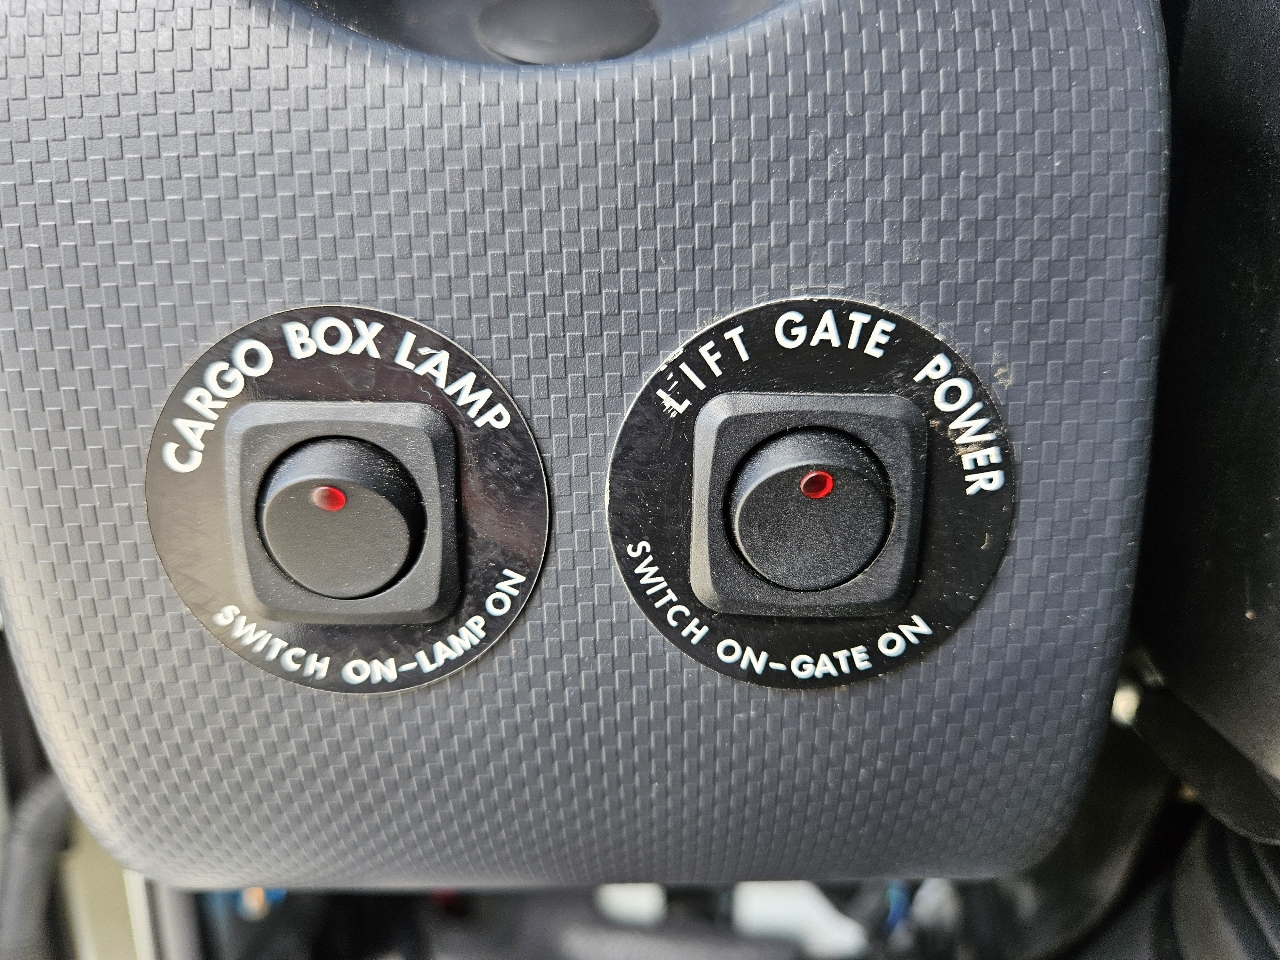 CARGO BOX LAMP
SWITCH ON-LAMP ON
LIFT GATE POWER
SWITCH ON-GATE ON